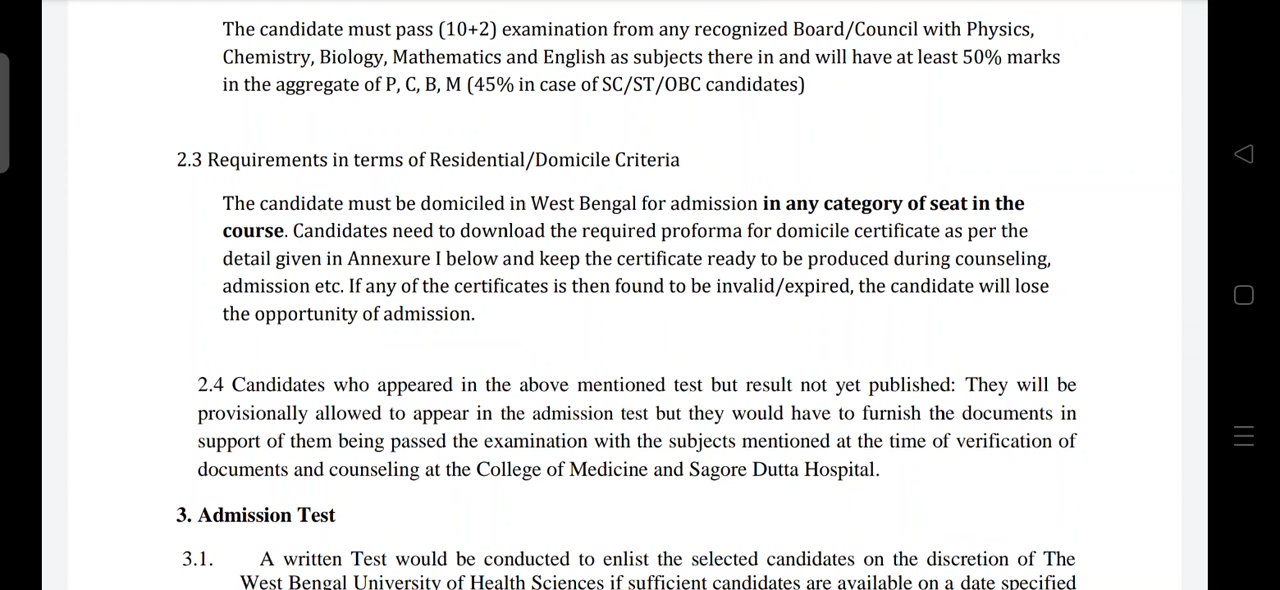 The candidate must pass (10+2) examination from any recognized Board/Council with Physics,
Chemistry, Biology, Mathematics and English as subjects there in and will have at least 50% marks
in the aggregate of P, C, B, M (45% in case of SC/ST/OBC candidates)
2.3 Requirements in terms of Residential/Domicile Criteria
The candidate must be domiciled in West Bengal for admission in any category of seat in the
course. Candidates need to download the required proforma for domicile certificate as per the
detail given in Annexure I below and keep the certificate ready to be produced during counseling,
admission etc. If any of the certificates is then found to be invalid/expired, the candidate will lose
the opportunity of admission.
2.4 Candidates who appeared in the above mentioned test but result not yet published: They will be
provisionally allowed to appear in the admission test but they would have to furnish the documents in
support of them being passed the examination with the subjects mentioned at the time of verification of
documents and counseling at the College of Medicine and Sagore Dutta Hospital.
3. Admission Test
3.1. A written Test would be conducted to enlist the selected candidates on the discretion of The
West Bengal University of Health Sciences if sufficient candidates are available on a date specified